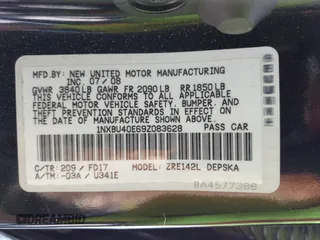 MFD.BY: NEW UNITED MOTOR MANUFACTURING
INC. 07/08
GVWR 3840LB GAWR FR 2090LB RR 1850LB
THIS VEHICLE CONFORMS TO ALL APPLICABLE
FEDERAL MOTOR VEHICLE SAFETY, BUMPER, AND
THEFT PREVENTION STANDARDS IN EFFECT ON
THE DATE OF MANUFACTURE SHOWN ABOVE.
1NXBU40E69Z083628 PASS CAR
C/TR: 209 / FD17 MODEL: ZRE142L DEPSKA
A/TM: -03A / U341E
8A4577388
DREAMBID